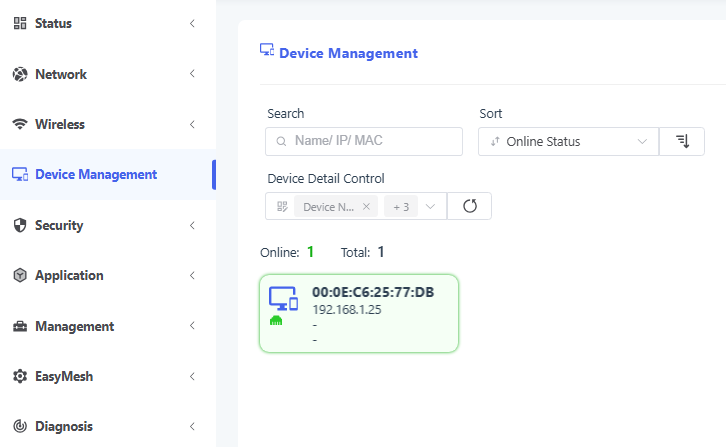 Status
Network
Wireless
Device Management
Security
Application
Management
EasyMesh
Diagnosis
Device Management
Search
Sort
Name/ IP/ MAC
Online Status
Device Detail Control
Device N...
+ 3
Online: 1 Total: 1
00:0E:C6:25:77:DB
192.168.1.25
-
-